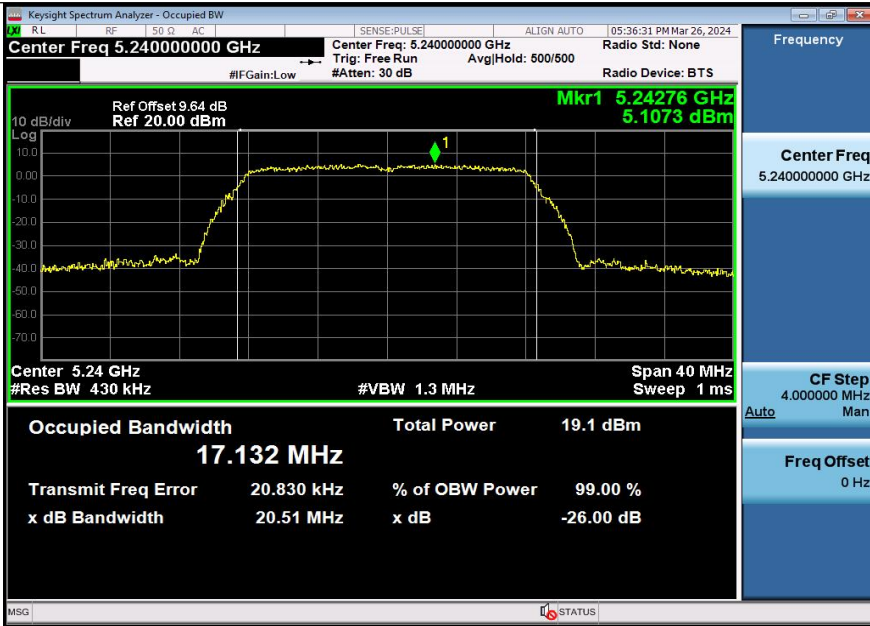 Keysight Spectrum Analyzer - Occupied BW
LXI RL RF 50 Ω AC SENSE:PULSE ALIGN AUTO 05:36:31 PM Mar 26, 2024
Center Freq 5.240000000 GHz
Center Freq: 5.240000000 GHz
Radio Std: None
Trig: Free Run Avg|Hold: 500/500
#IFGain:Low #Atten: 30 dB Radio Device: BTS
Frequency
Ref Offset 9.64 dB
Mkr1 5.24276 GHz
10 dB/div Ref 20.00 dBm 5.1073 dBm
Log
1
10.0
0.00
-10.0
-20.0
-30.0
-40.0
-50.0
-60.0
-70.0
Center 5.24 GHz Span 40 MHz
#Res BW 430 kHz #VBW 1.3 MHz Sweep 1 ms
Center Freq
5.240000000 GHz
CF Step
4.000000 MHz
Auto Man
Freq Offset
0 Hz
Occupied Bandwidth Total Power 19.1 dBm
17.132 MHz
Transmit Freq Error 20.830 kHz % of OBW Power 99.00 %
x dB Bandwidth 20.51 MHz x dB -26.00 dB
MSG STATUS